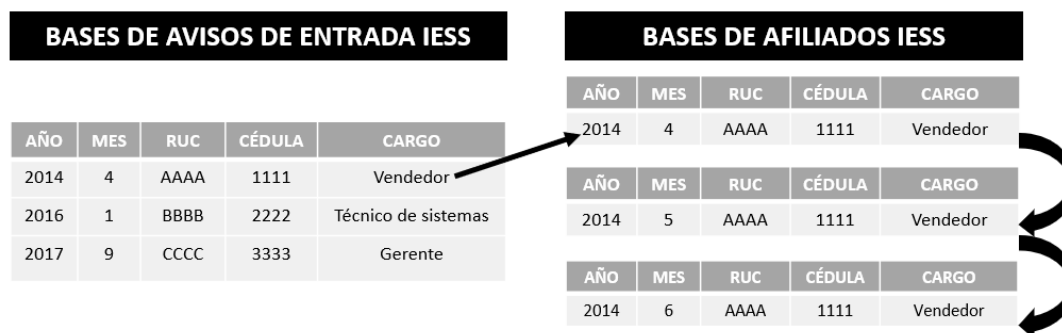 BASES DE AVISOS DE ENTRADA IESS
AÑO MES RUC CÉDULA CARGO
2014 4 AAAA 1111 Vendedor
2016 1 BBBB 2222 Técnico de sistemas
2017 9 CCCC 3333 Gerente
BASES DE AFILIADOS IESS
AÑO MES RUC CÉDULA CARGO
2014 4 AAAA 1111 Vendedor
AÑO MES RUC CÉDULA CARGO
2014 5 AAAA 1111 Vendedor
AÑO MES RUC CÉDULA CARGO
2014 6 AAAA 1111 Vendedor